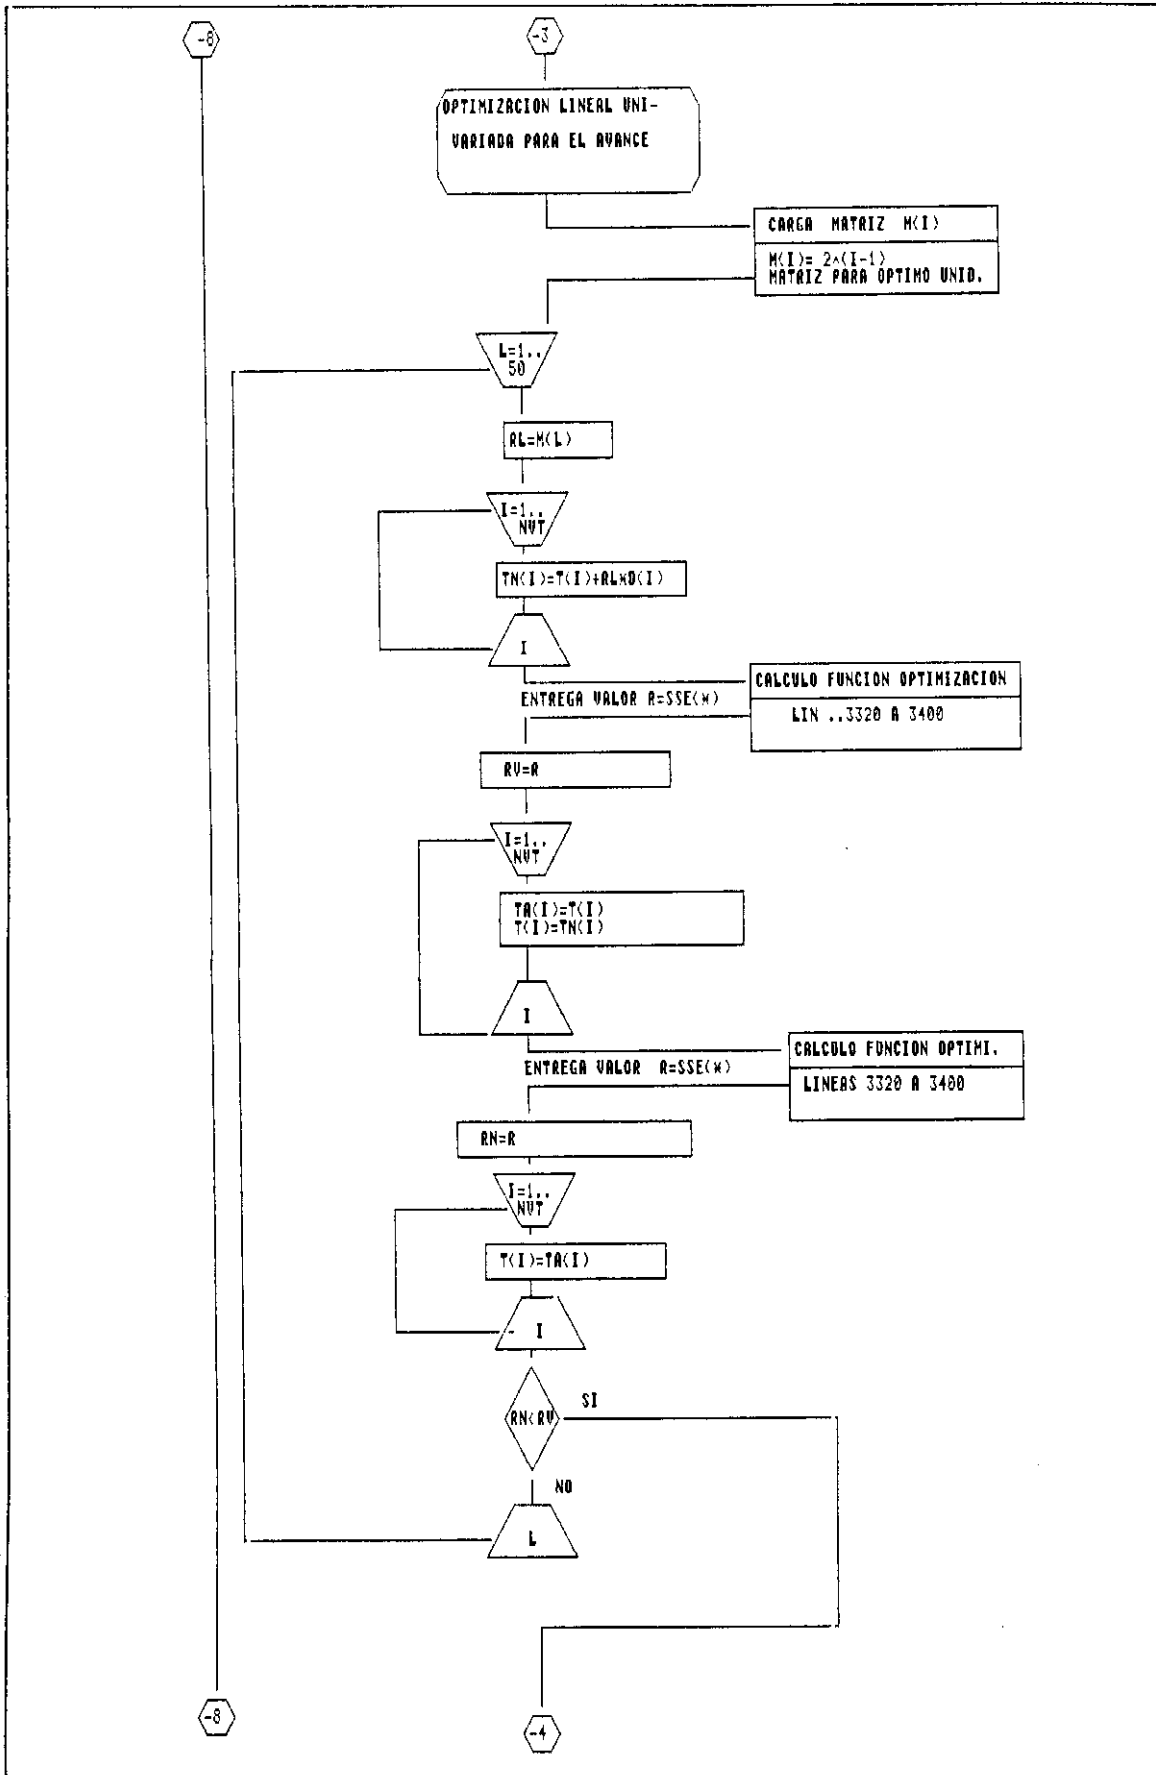 -8
-3
OPTIMIZACION LINEAL UNI-
VARIADA PARA EL AVANCE
CARGA MATRIZ M(I)
M(I)= 2^(I-1)
MATRIZ PARA OPTIMO UNID.
L=1..
50
RL=M(L)
I=1..
NVT
TN(I)=T(I)+RL*D(I)
I
CALCULO FUNCION OPTIMIZACION
ENTREGA VALOR R=SSE(*)
LIN ..3320 A 3400
RV=R
I=1..
NVT
TA(I)=T(I)
T(I)=TN(I)
I
CALCULO FUNCION OPTIMI.
ENTREGA VALOR R=SSE(*)
LINEAS 3320 A 3400
RN=R
I=1..
NVT
T(I)=TA(I)
I
SI
RN<RV
NO
L
-8
-4